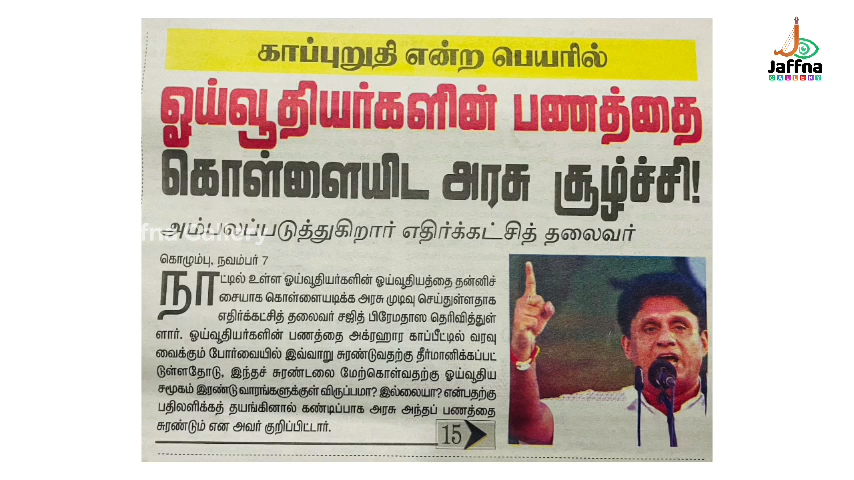 Jaffna
GALLERY
காப்புறுதி என்ற பெயரில்
ஓய்வூதியர்களின் பணத்தை
கொள்ளையிட அரசு சூழ்ச்சி!
அம்பலப்படுத்துகிறார் எதிர்க்கட்சித் தலைவர்
கொழும்பு, நவம்பர் 7
நாட்டில் உள்ள ஓய்வூதியர்களின் ஓய்வூதியத்தை தன்னிச்
சையாக கொள்ளையடிக்க அரசு முடிவு செய்துள்ளதாக
எதிர்க்கட்சித் தலைவர் சஜித் பிரேமதாஸ தெரிவித்துள்
ளார். ஓய்வூதியர்களின் பணத்தை அக்ரஹார காப்பீட்டில் வரவு
வைக்கும் போர்வையில் இவ்வாறு சுரண்டுவதற்கு தீர்மானிக்கப்பட்
டுள்ளதோடு, இந்தச் சுரண்டலை மேற்கொள்வதற்கு ஓய்வூதிய
சமூகம் இரண்டு வாரங்களுக்குள் விருப்பமா? இல்லையா? என்பதற்கு
பதிலளிக்கத் தயங்கினால் கண்டிப்பாக அரசு அந்தப் பணத்தை
சுரண்டும் என அவர் குறிப்பிட்டார்.
15